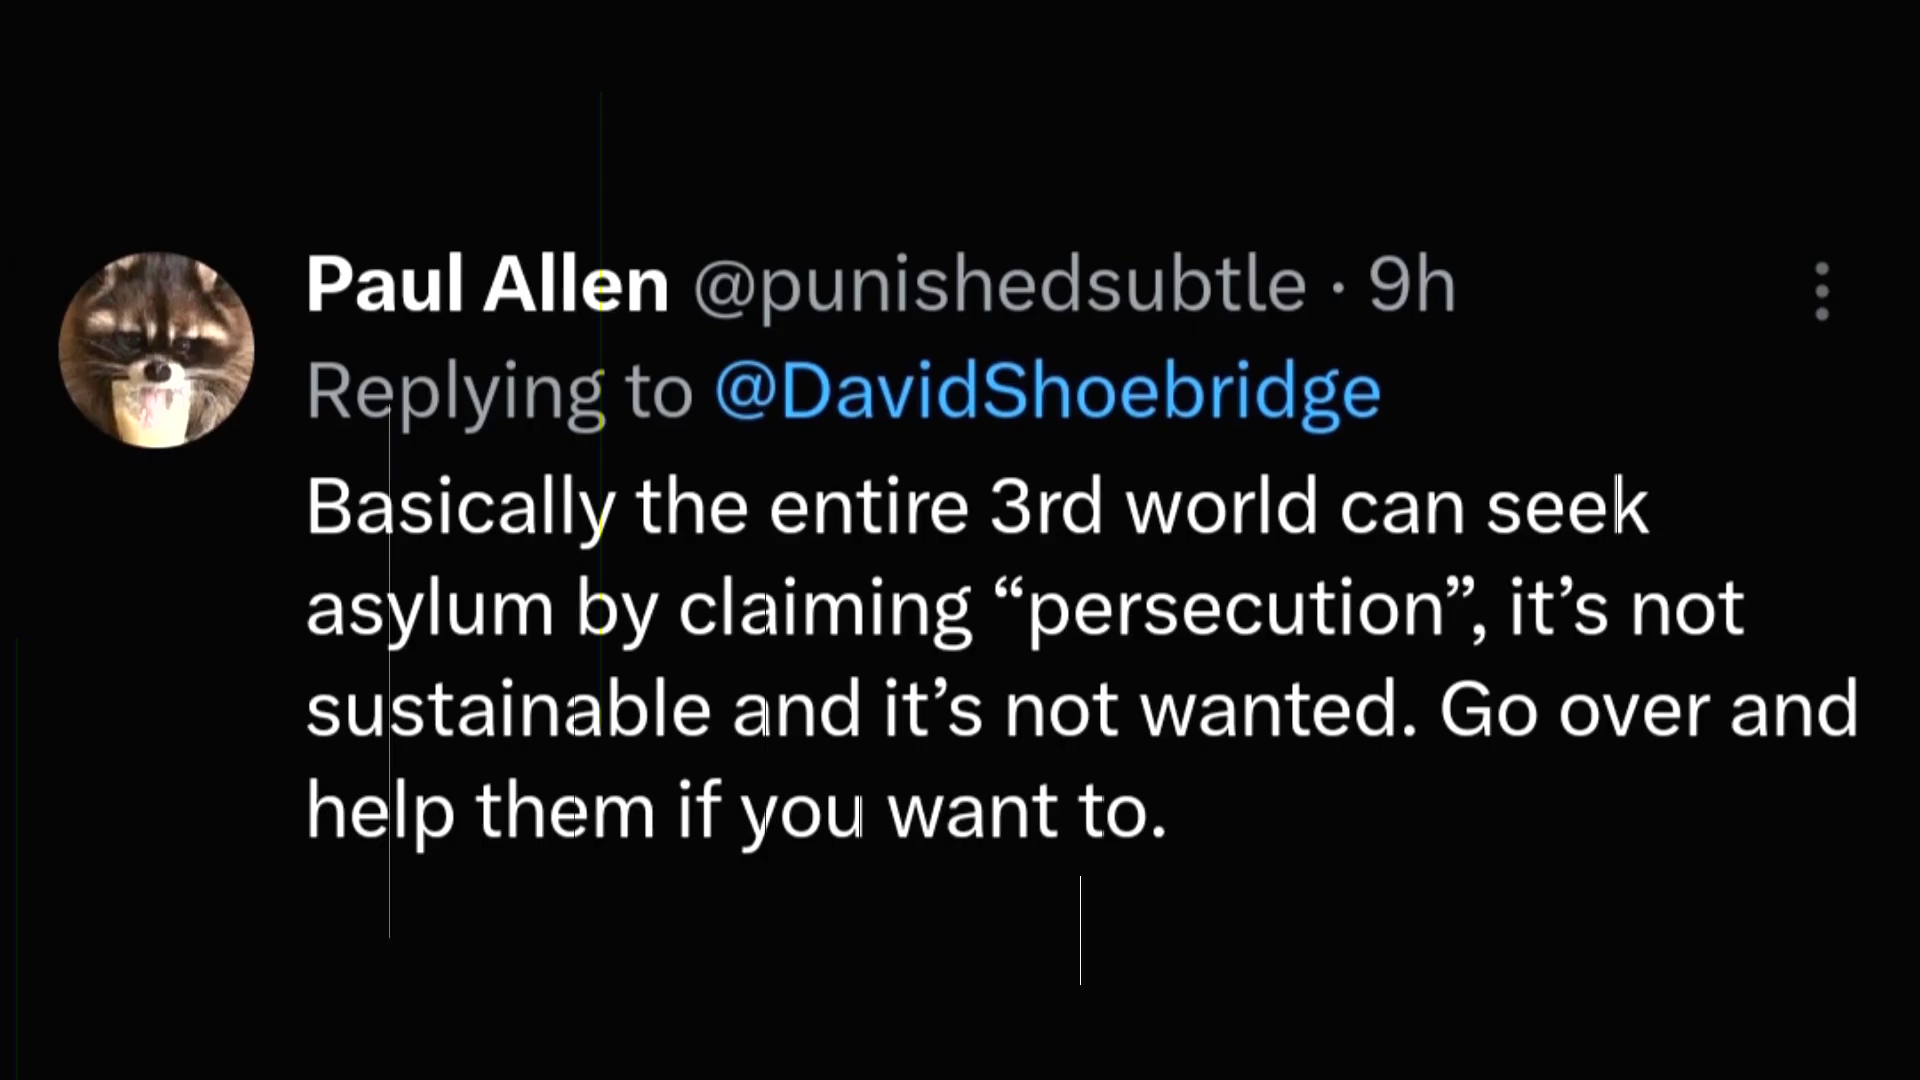 Paul Allen @punishedsubtle · 9h
Replying to @DavidShoebridge
Basically the entire 3rd world can seek
asylum by claiming “persecution”, it’s not
sustainable and it’s not wanted. Go over and
help them if you want to.